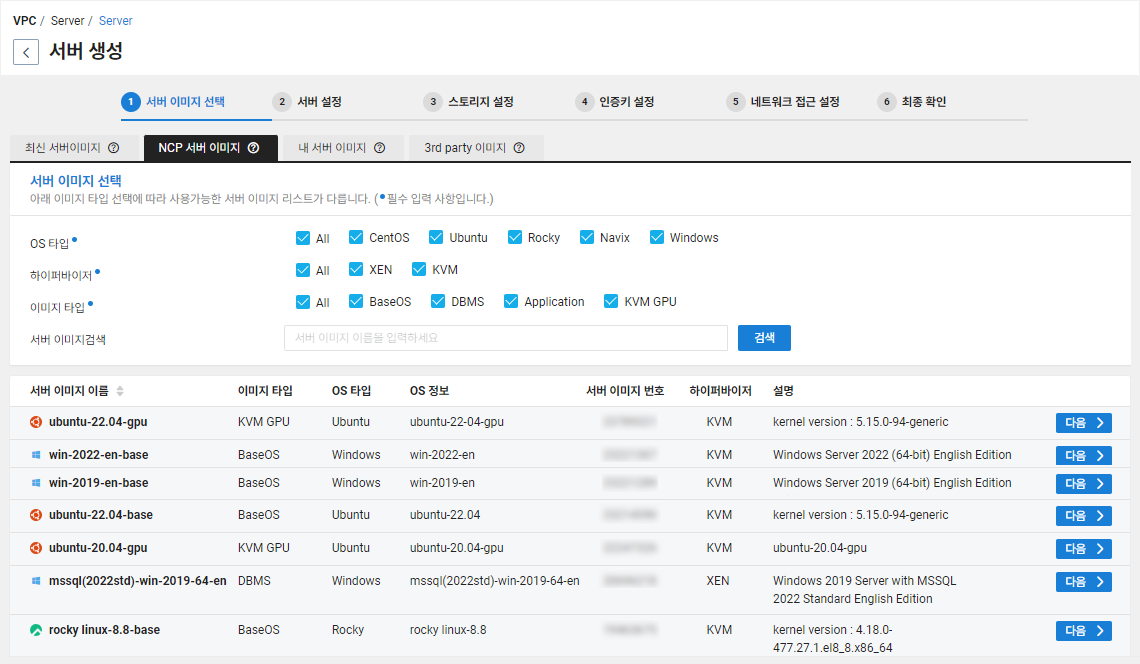 VPC / Server / Server
서버 생성
1 서버 이미지 선택 2 서버 설정 3 스토리지 설정 4 인증키 설정 5 네트워크 접근 설정 6 최종 확인
최신 서버이미지 ? NCP 서버 이미지 ? 내 서버 이미지 ? 3rd party 이미지 ?
서버 이미지 선택
아래 이미지 타입 선택에 따라 사용가능한 서버 이미지 리스트가 다릅니다. (•필수 입력 사항입니다.)
OS 타입• All CentOS Ubuntu Rocky Navix Windows
하이퍼바이저• All XEN KVM
이미지 타입• All BaseOS DBMS Application KVM GPU
서버 이미지검색 서버 이미지 이름을 입력하세요 검색
서버 이미지 이름 이미지 타입 OS 타입 OS 정보 서버 이미지 번호 하이퍼바이저 설명
ubuntu-22.04-gpu KVM GPU Ubuntu ubuntu-22-04-gpu KVM kernel version : 5.15.0-94-generic 다음
win-2022-en-base BaseOS Windows win-2022-en KVM Windows Server 2022 (64-bit) English Edition 다음
win-2019-en-base BaseOS Windows win-2019-en KVM Windows Server 2019 (64-bit) English Edition 다음
ubuntu-22.04-base BaseOS Ubuntu ubuntu-22.04 KVM kernel version : 5.15.0-94-generic 다음
ubuntu-20.04-gpu KVM GPU Ubuntu ubuntu-20.04-gpu KVM ubuntu-20.04-gpu 다음
mssql(2022std)-win-2019-64-en DBMS Windows mssql(2022std)-win-2019-64-en XEN Windows 2019 Server with MSSQL 다음
2022 Standard English Edition
rocky linux-8.8-base BaseOS Rocky rocky linux-8.8 KVM kernel version : 4.18.0- 다음
477.27.1.el8_8.x86_64